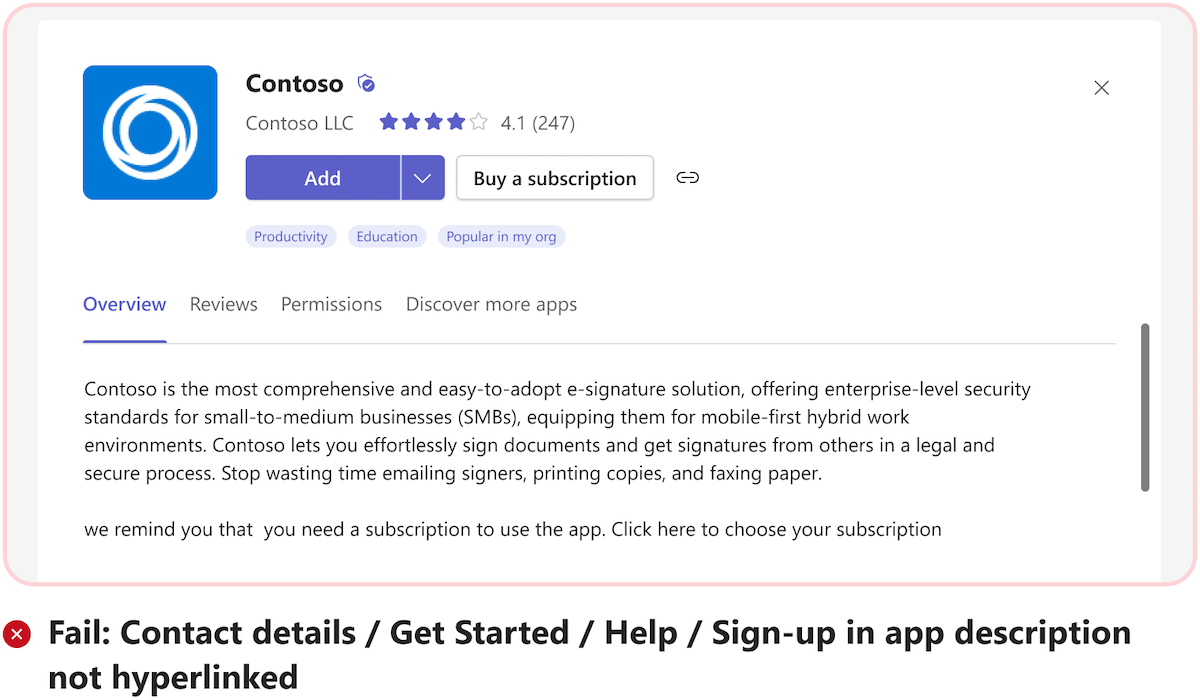 Contoso
Contoso LLC 4.1 (247)
Add Buy a subscription
Productivity Education Popular in my org
Overview Reviews Permissions Discover more apps
Contoso is the most comprehensive and easy-to-adopt e-signature solution, offering enterprise-level security
standards for small-to-medium businesses (SMBs), equipping them for mobile-first hybrid work
environments. Contoso lets you effortlessly sign documents and get signatures from others in a legal and
secure process. Stop wasting time emailing signers, printing copies, and faxing paper.
we remind you that  you need a subscription to use the app. Click here to choose your subscription
Fail: Contact details / Get Started / Help / Sign-up in app description
not hyperlinked